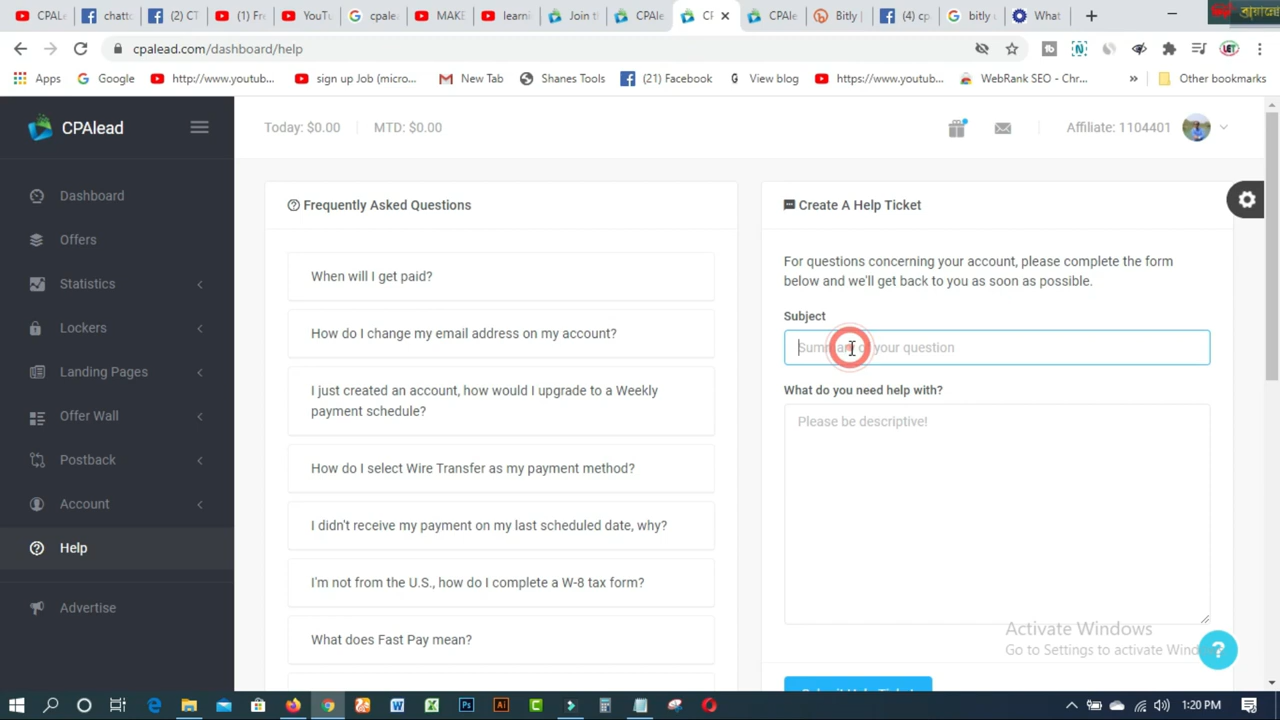 CPALe
chatto
(2) CT
(1) Fre
YouTu
cpale
MAKE
learni
CPAle
CP
CPAle
Bitly |
(4) cp
bitly
What
cpalead.com/dashboard/help
Apps
Google
http://www.youtub...
sign up Job (micro...
New Tab
Shanes Tools
(21) Facebook
View blog
https://www.youtub...
WebRank SEO - Chr...
»
Other bookmarks
CPAlead
Today: $0.00
MTD: $0.00
Affiliate: 1104401
Dashboard
Offers
Statistics
Lockers
Landing Pages
Offer Wall
Postback
Account
Help
Advertise
Frequently Asked Questions
When will I get paid?
How do I change my email address on my account?
I just created an account, how would I upgrade to a Weekly
payment schedule?
How do I select Wire Transfer as my payment method?
I didn't receive my payment on my last scheduled date, why?
I'm not from the U.S., how do I complete a W-8 tax form?
What does Fast Pay mean?
Create A Help Ticket
For questions concerning your account, please complete the form
below and we'll get back to you as soon as possible.
Subject
Summary of your question
What do you need help with?
Please be descriptive!
Submit Help Ticket
Activate Windows
Go to Settings to activate Wind
?
1:20 PM